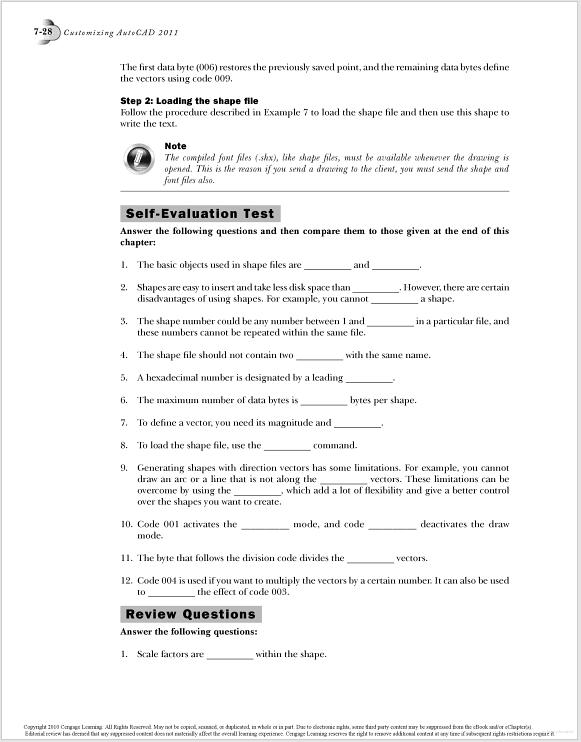 7-28
Customizing AutoCAD 2011
The first data byte (006) restores the previously saved point, and the remaining data bytes define
the vectors using code 009.
Step 2: Loading the shape file
Follow the procedure described in Example 7 to load the shape file and then use this shape to
write the text.
Note
The compiled font files (.shx), like shape files, must be available whenever the drawing is
opened. This is the reason if you send a drawing to the client, you must send the shape and
font files also.
Self-Evaluation Test
Answer the following questions and then compare them to those given at the end of this
chapter:
1. The basic objects used in shape files are __________ and __________.
2. Shapes are easy to insert and take less disk space than __________. However, there are certain
disadvantages of using shapes. For example, you cannot __________ a shape.
3. The shape number could be any number between 1 and __________ in a particular file, and
these numbers cannot be repeated within the same file.
4. The shape file should not contain two __________ with the same name.
5. A hexadecimal number is designated by a leading __________.
6. The maximum number of data bytes is __________ bytes per shape.
7. To define a vector, you need its magnitude and __________.
8. To load the shape file, use the __________ command.
9. Generating shapes with direction vectors has some limitations. For example, you cannot
draw an arc or a line that is not along the __________ vectors. These limitations can be
overcome by using the __________, which add a lot of flexibility and give a better control
over the shapes you want to create.
10. Code 001 activates the __________ mode, and code __________ deactivates the draw
mode.
11. The byte that follows the division code divides the __________ vectors.
12. Code 004 is used if you want to multiply the vectors by a certain number. It can also be used
to __________ the effect of code 003.
Review Questions
Answer the following questions:
1. Scale factors are __________ within the shape.
Copyright 2010 Cengage Learning. All Rights Reserved. May not be copied, scanned, or duplicated, in whole or in part. Due to electronic rights, some third party content may be suppressed from the eBook and/or eChapter(s).
Editorial review has deemed that any suppressed content does not materially affect the overall learning experience. Cengage Learning reserves the right to remove additional content at any time if subsequent rights restrictions require it.